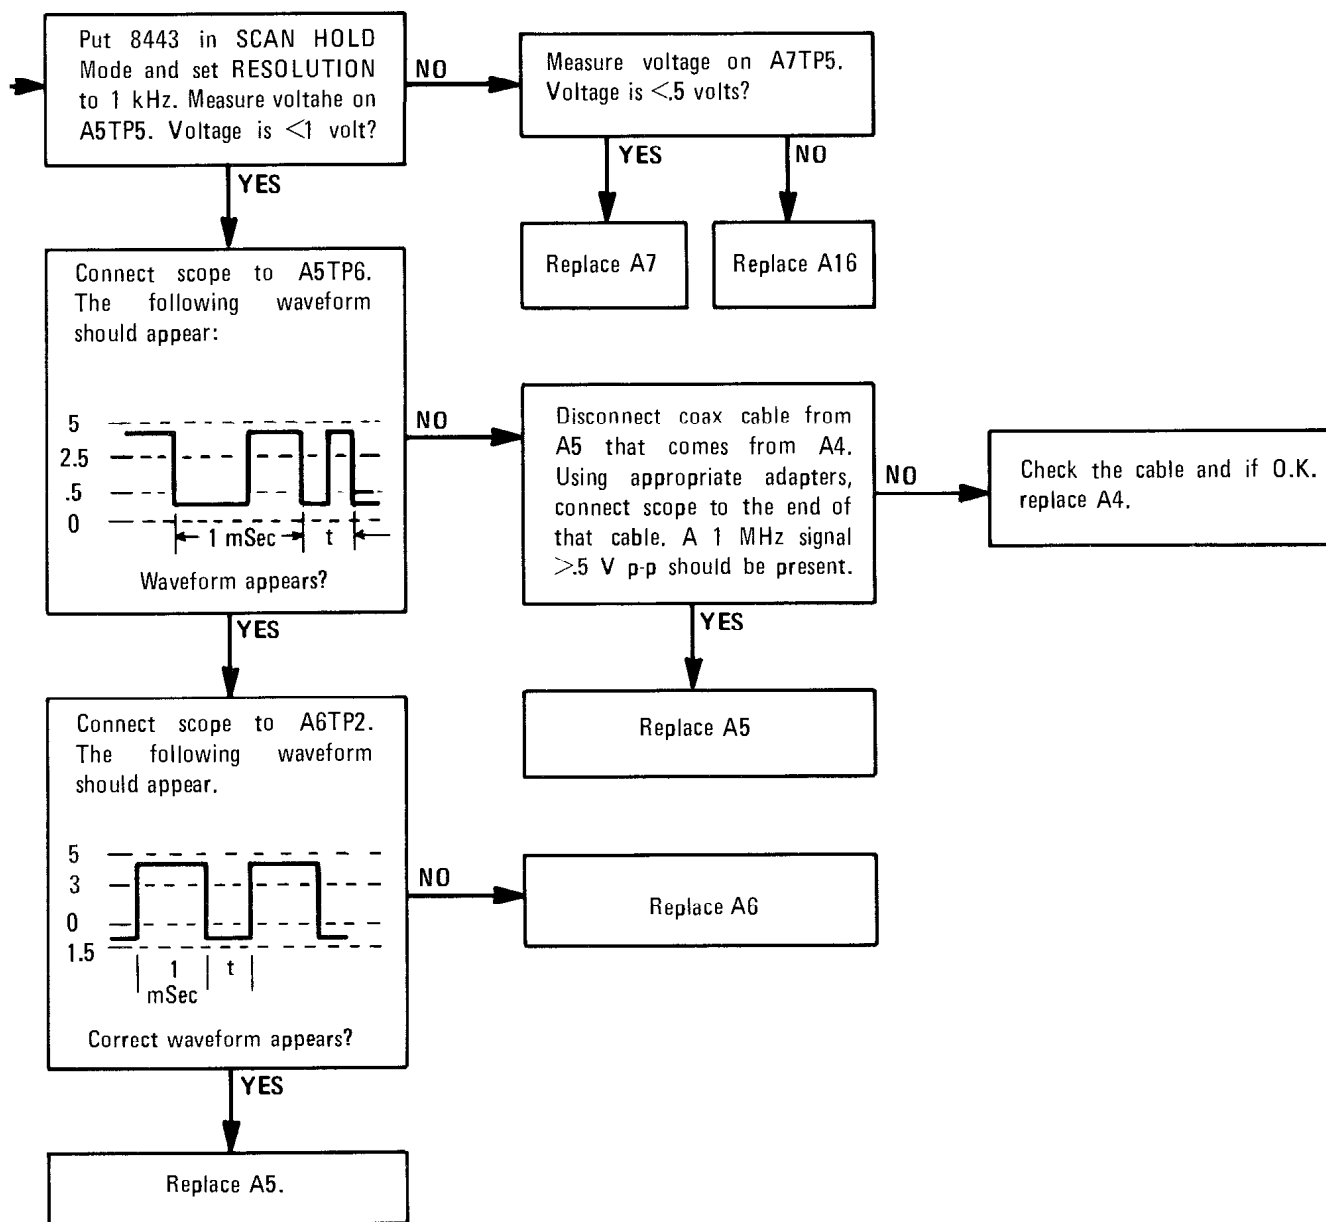 Put 8443 in SCAN HOLD
Mode and set RESOLUTION
to 1 kHz. Measure voltahe on
A5TP5. Voltage is <1 volt?
NO
Measure voltage on A7TP5.
Voltage is <.5 volts?
YES
NO
Replace A7
Replace A16
YES
Connect scope to A5TP6.
The following waveform
should appear:
5
2.5
.5
0
1 mSec
t
Waveform appears?
NO
Disconnect coax cable from
A5 that comes from A4.
Using appropriate adapters,
connect scope to the end of
that cable. A 1 MHz signal
>.5 V p-p should be present.
NO
Check the cable and if O.K.
replace A4.
YES
Replace A5
YES
Connect scope to A6TP2.
The following waveform
should appear.
5
3
0
1.5
1
mSec
t
Correct waveform appears?
NO
Replace A6
YES
Replace A5.